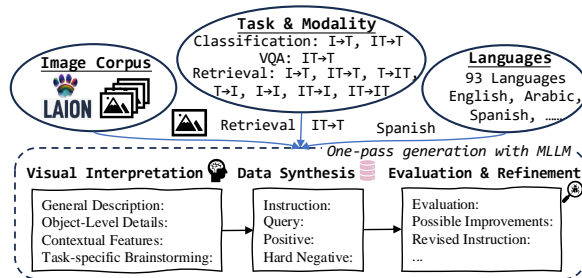 Task & Modality
Classification: I→T, IT→T
VQA: IT→T
Retrieval: I→T, IT→T, T→IT,
T→I, I→I, IT→I, IT→IT
Image Corpus
LAION
Languages
93 Languages
English, Arabic,
Spanish, ……
Retrieval IT→T Spanish
One-pass generation with MLLM
Visual Interpretation
General Description:
Object-Level Details:
Contextual Features:
Task-specific Brainstorming:
Data Synthesis
Instruction:
Query:
Positive:
Hard Negative:
Evaluation & Refinement
Evaluation:
Possible Improvements:
Revised Instruction:
...